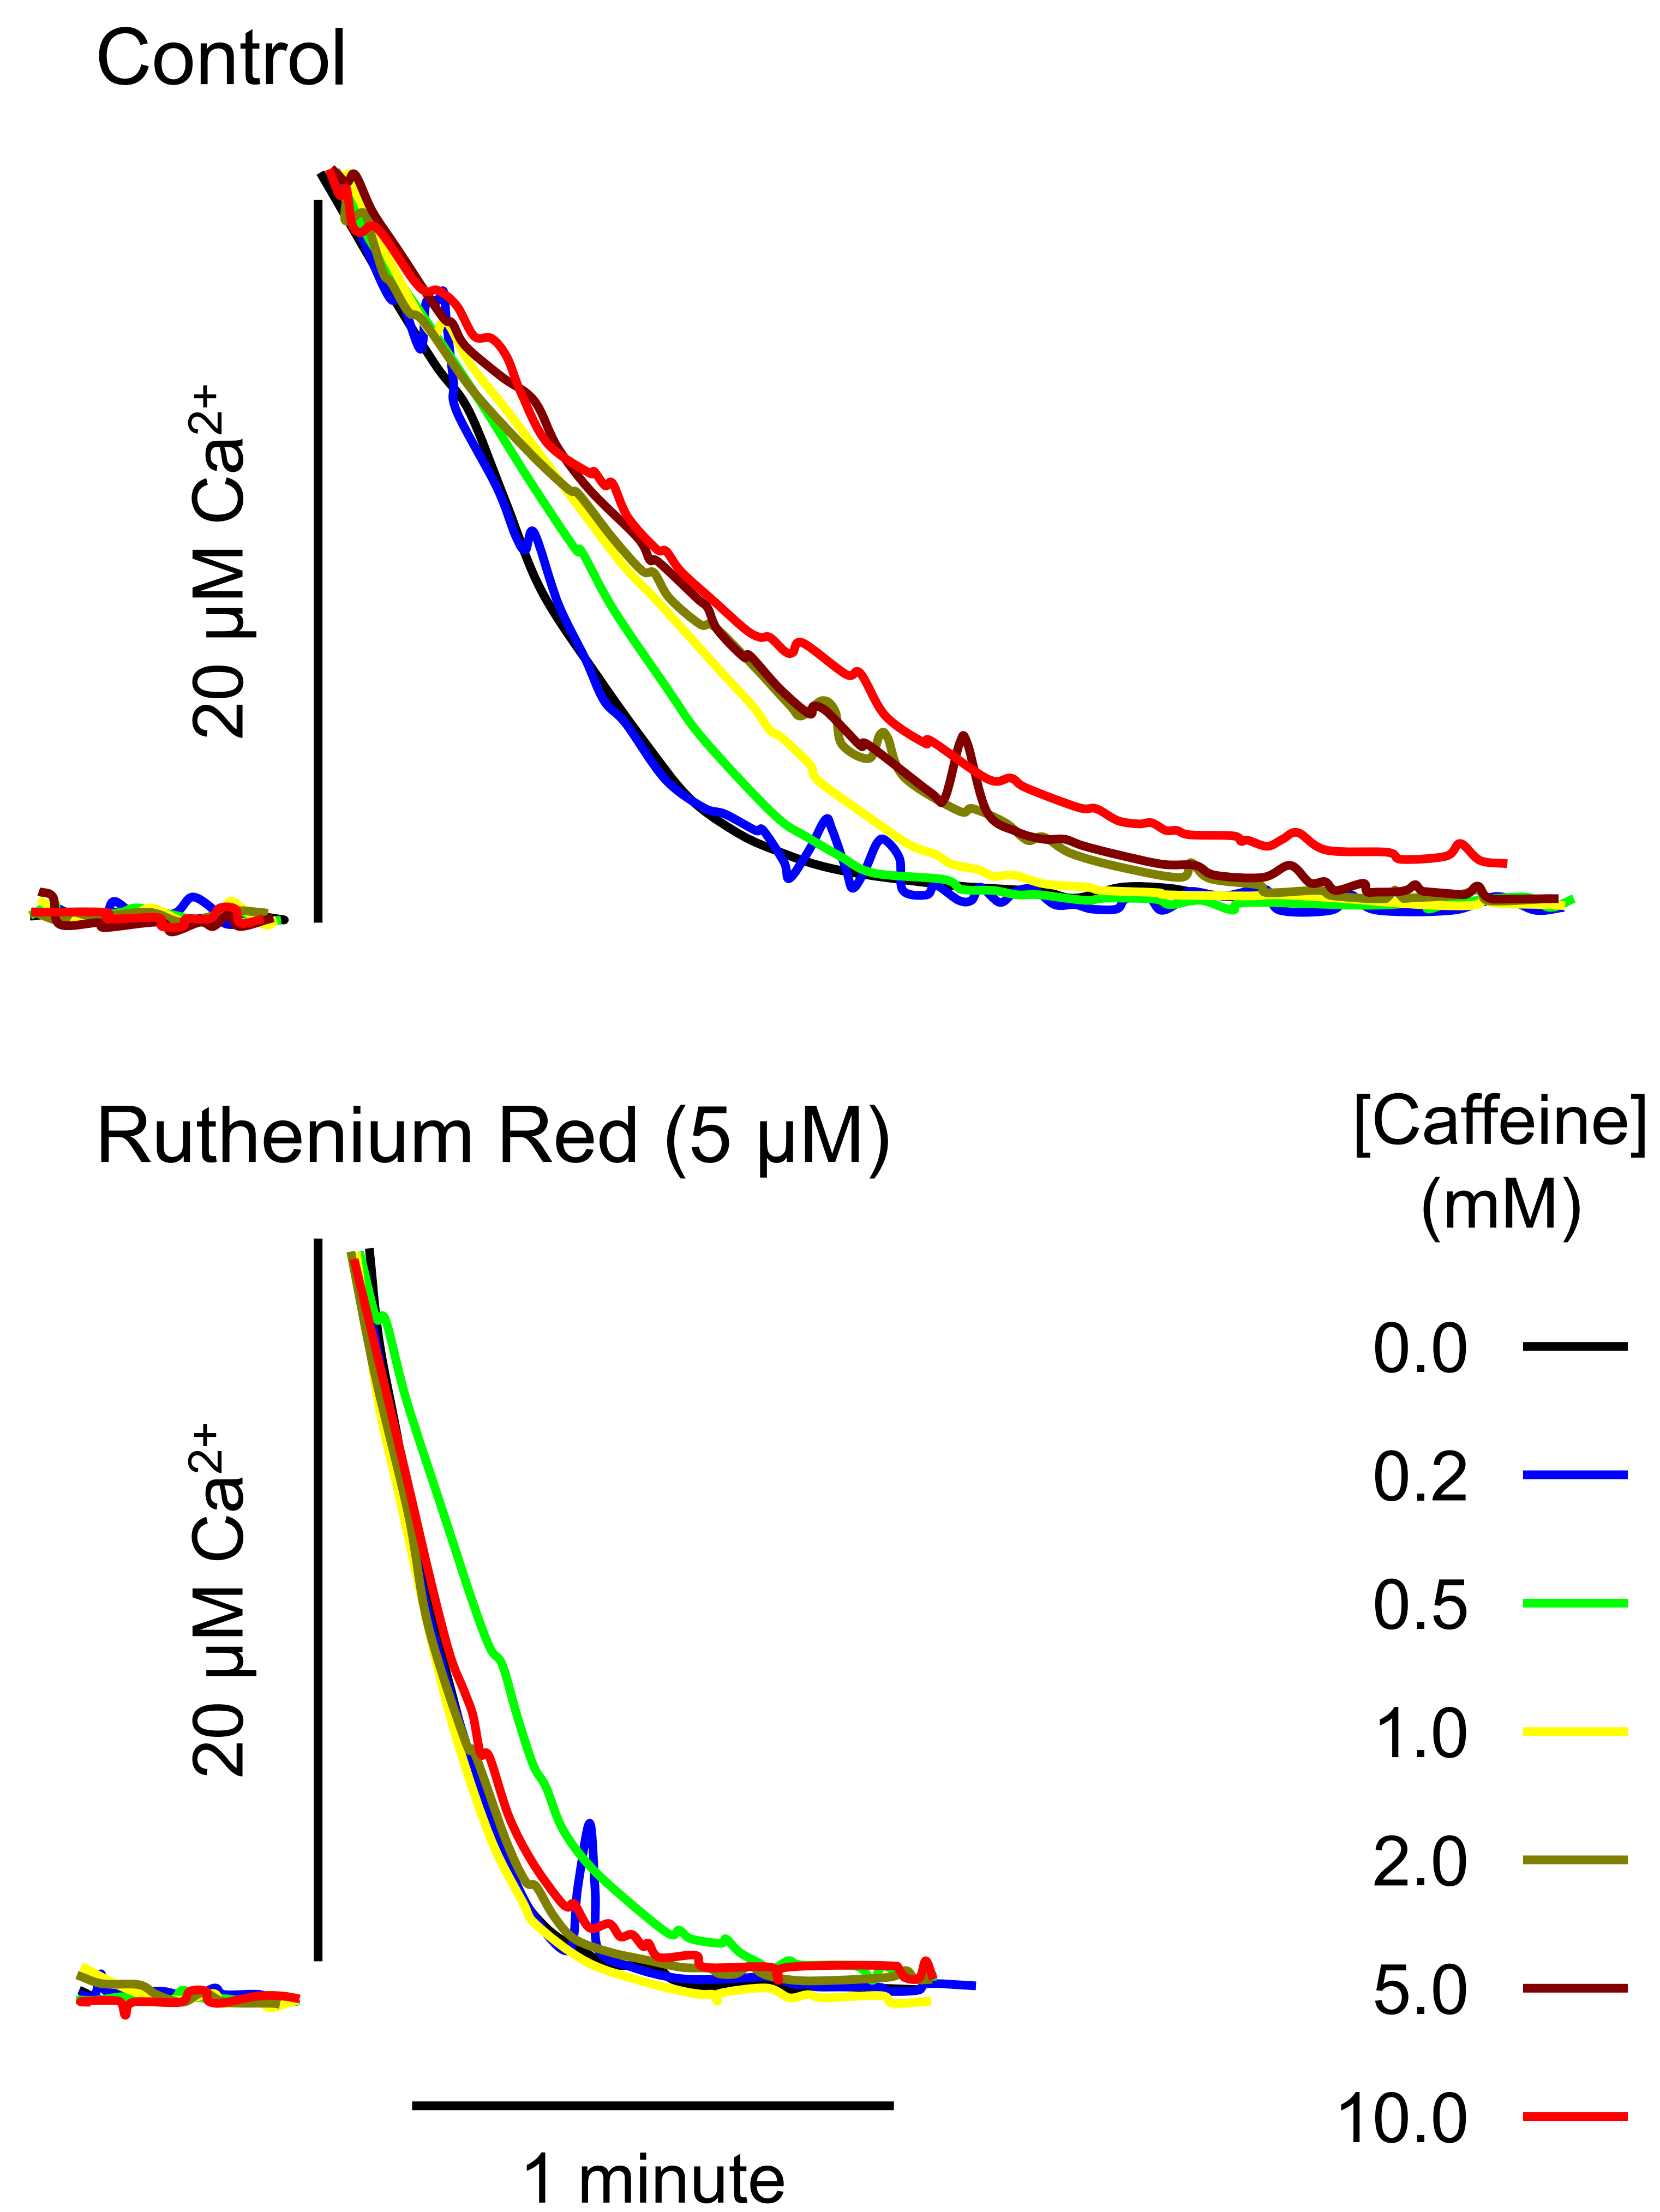 Control
20 µM Ca²⁺
Ruthenium Red (5 µM)
[Caffeine]
(mM)
20 µM Ca²⁺
0.0
0.2
0.5
1.0
2.0
5.0
10.0
1 minute